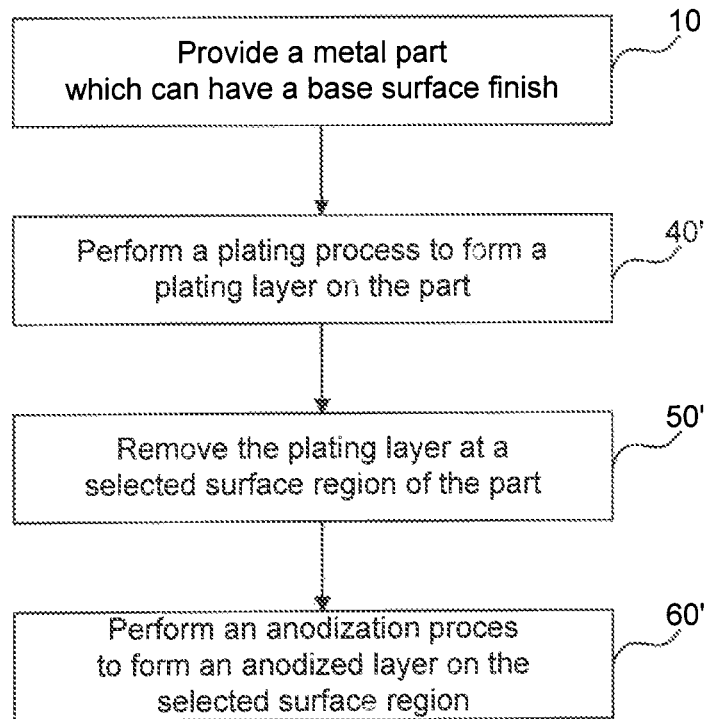 10
Provide a metal part
which can have a base surface finish
40'
Perform a plating process to form a
plating layer on the part
50'
Remove the plating layer at a
selected surface region of the part
60'
Perform an anodization proces
to form an anodized layer on the
selected surface region